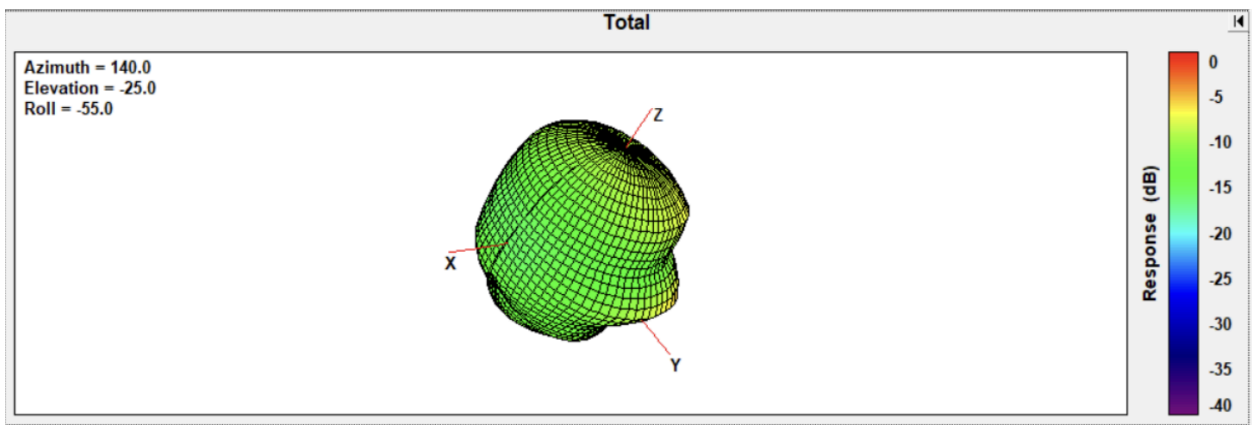 Total
Azimuth = 140.0
Elevation = -25.0
Roll = -55.0
Z
X
Y
Response (dB)
0
-5
-10
-15
-20
-25
-30
-35
-40